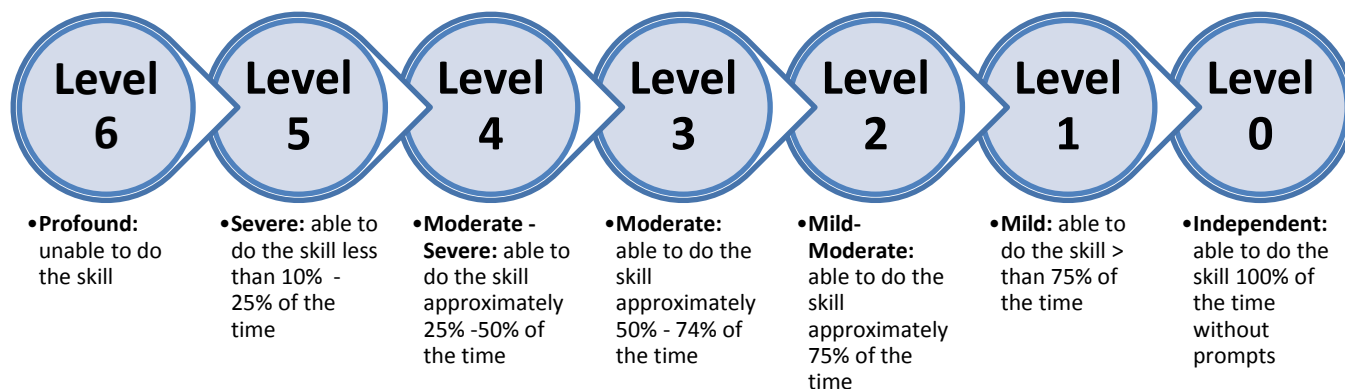 Level
6
Level
5
Level
4
Level
3
Level
2
Level
1
Level
0
•Profound:
unable to do
the skill
•Severe: able to
do the skill less
than 10%  -
25% of the
time
•Moderate -
Severe: able to
do the skill
approximately
25% -50% of
the time
•Moderate:
able to do the
skill
approximately
50% - 74% of
the time
•Mild-
Moderate:
able to do the
skill
approximately
75% of the
time
•Mild: able to
do the skill >
than 75% of
the time
•Independent:
able to do the
skill 100% of
the time
without
prompts